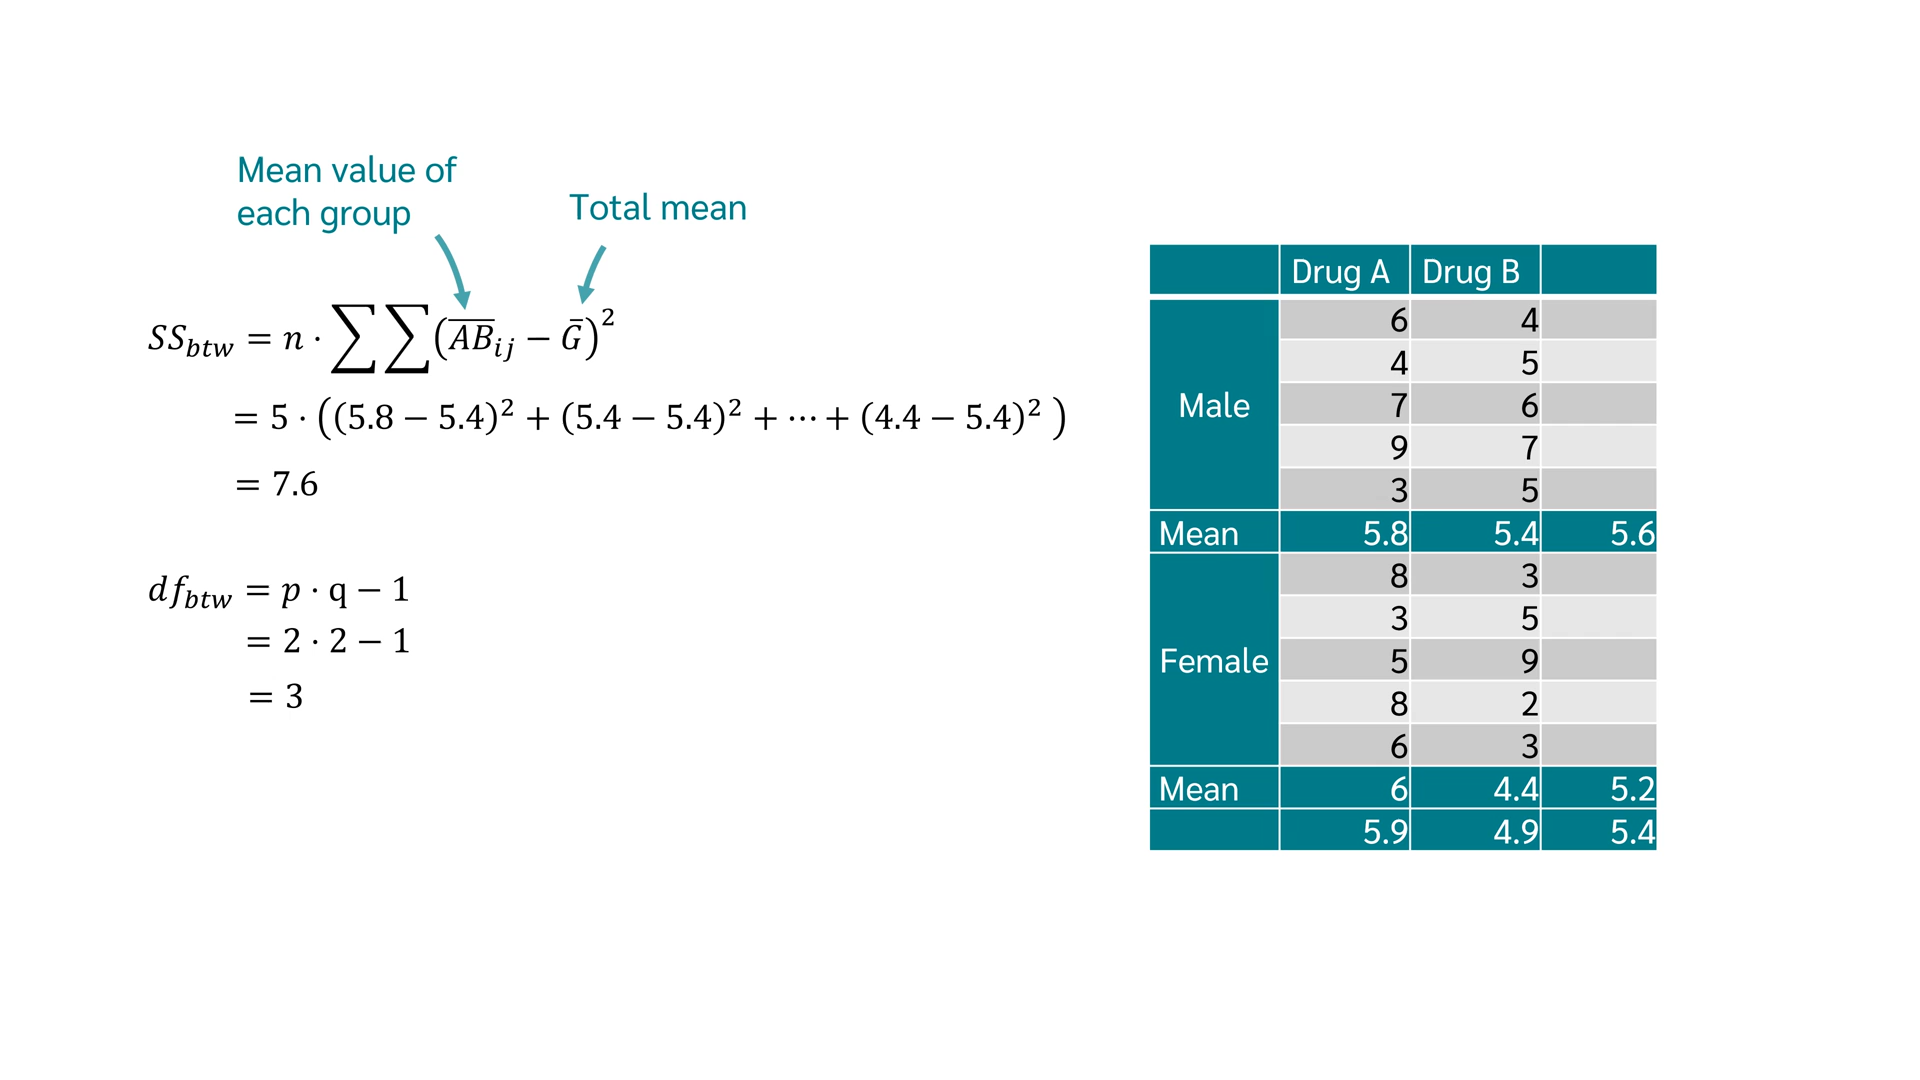 Mean value of
each group
Total mean
SS_btw = n · ∑∑(A̅B̅_ij − G̅)²
= 5 · ((5.8 − 5.4)² + (5.4 − 5.4)² + ⋯ + (4.4 − 5.4)² )
= 7.6
df_btw = p · q − 1
= 2 · 2 − 1
= 3
Drug A Drug B
6 4
4 5
Male 7 6
9 7
3 5
Mean 5.8 5.4 5.6
8 3
3 5
Female 5 9
8 2
6 3
Mean 6 4.4 5.2
5.9 4.9 5.4